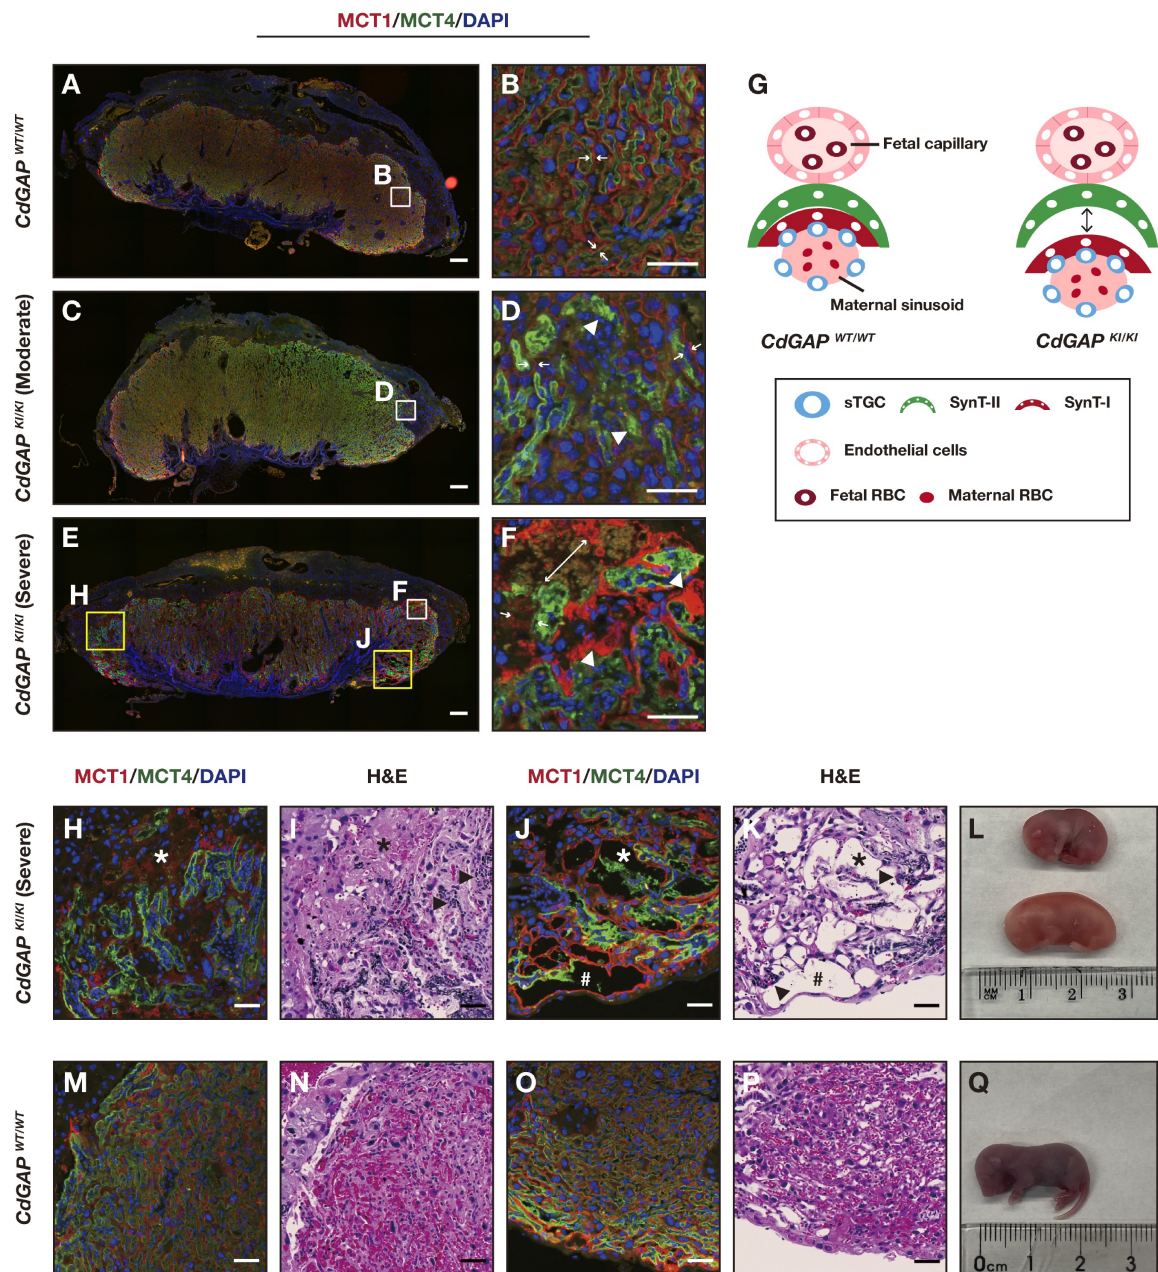 MCT1/MCT4/DAPI
CdGAP WT/WT
A
B
B
G
Fetal capillary
Maternal sinusoid
CdGAP WT/WT
CdGAP KI/KI
CdGAP KI/KI (Moderate)
C
D
D
sTGC
SynT-II
SynT-I
Endothelial cells
Fetal RBC
Maternal RBC
CdGAP KI/KI (Severe)
E
H
F
J
F
MCT1/MCT4/DAPI
H&E
MCT1/MCT4/DAPI
H&E
CdGAP KI/KI (Severe)
H
*
I
*
J
*
#
K
*
#
L
MM
CM
1 2 3
CdGAP WT/WT
M
N
O
P
Q
0cm 1 2 3